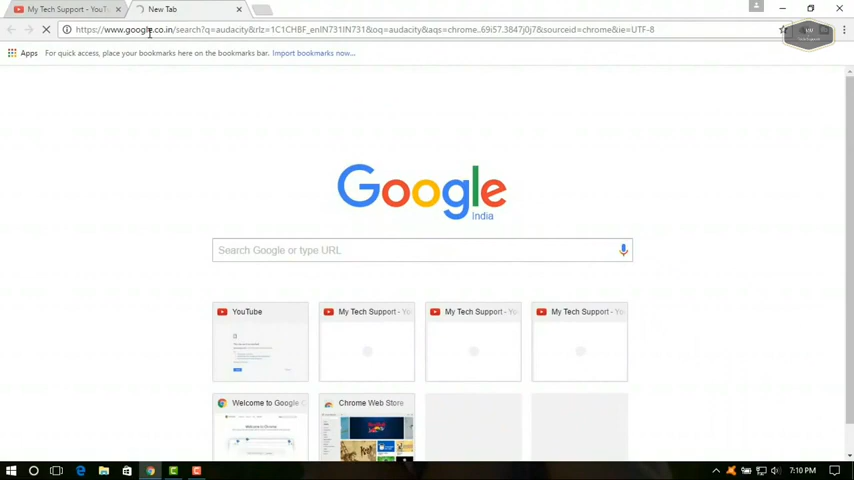 My Tech Support - YouTu
New Tab
https://www.google.co.in/search?q=audacity&rlz=1C1CHBF_enIN731IN731&oq=audacity&aqs=chrome..69i57.3847j0j7&sourceid=chrome&ie=UTF-8
Apps For quick access, place your bookmarks here on the bookmarks bar. Import bookmarks now...
Google
India
Search Google or type URL
YouTube
My Tech Support - Yo
My Tech Support - Yo
My Tech Support - Yo
Welcome to Google C
Chrome Web Store
7:10 PM